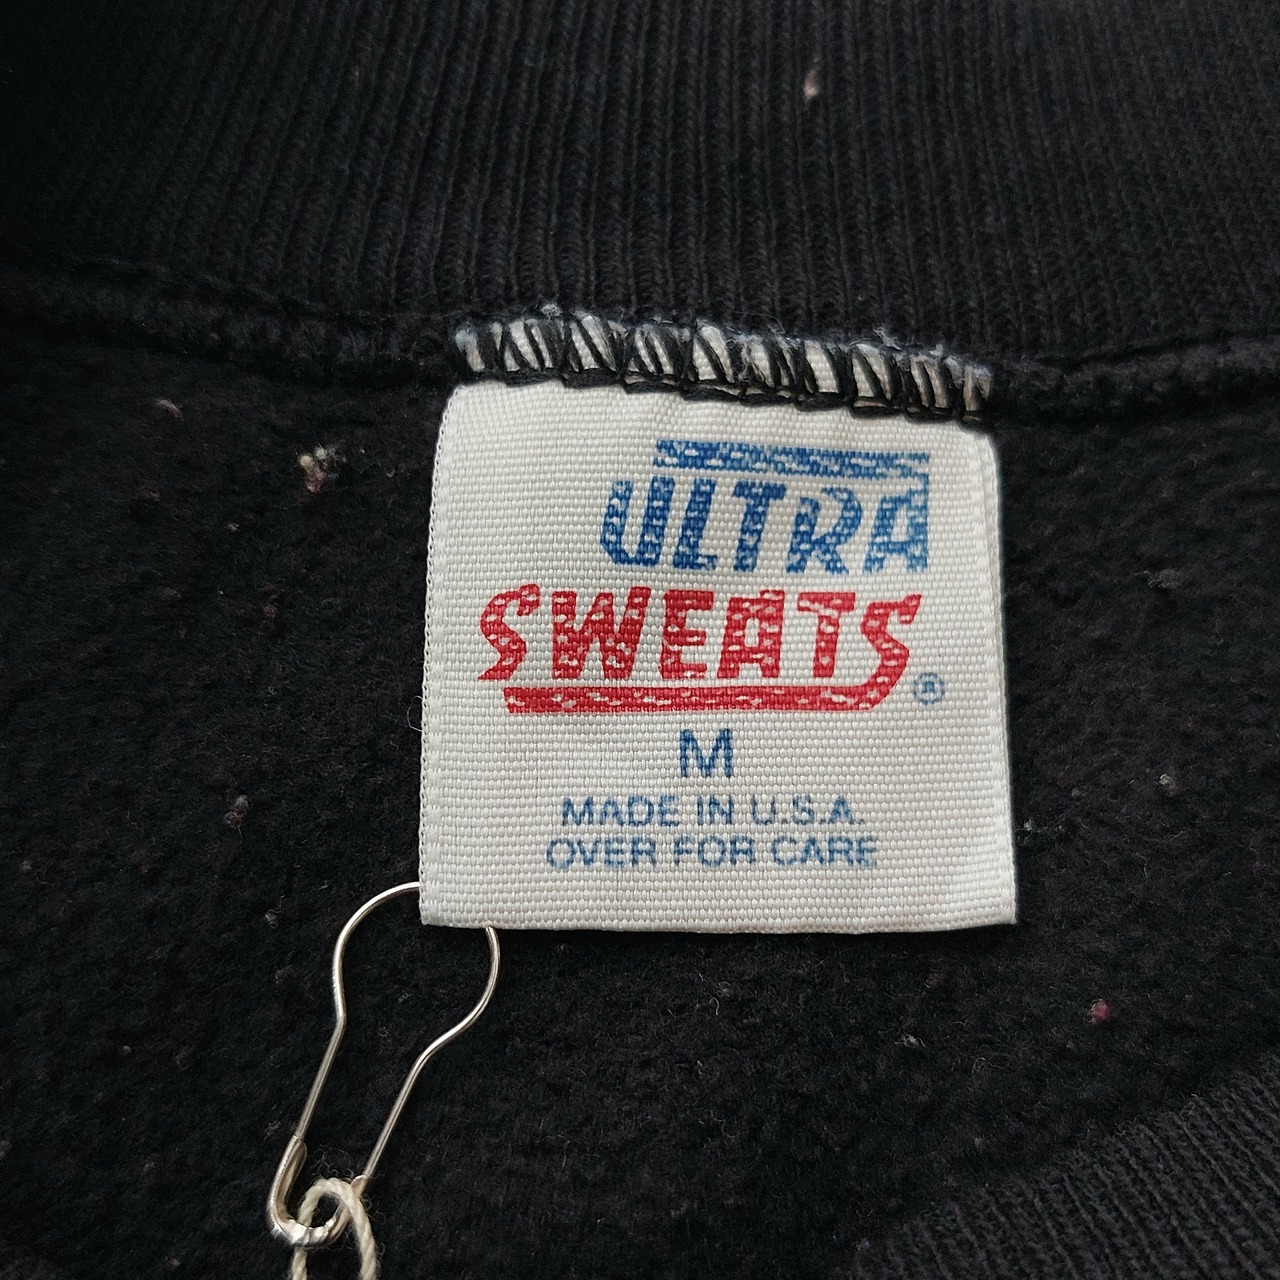 ULTRA
SWEATS®
M
MADE IN U.S.A.
OVER FOR CARE